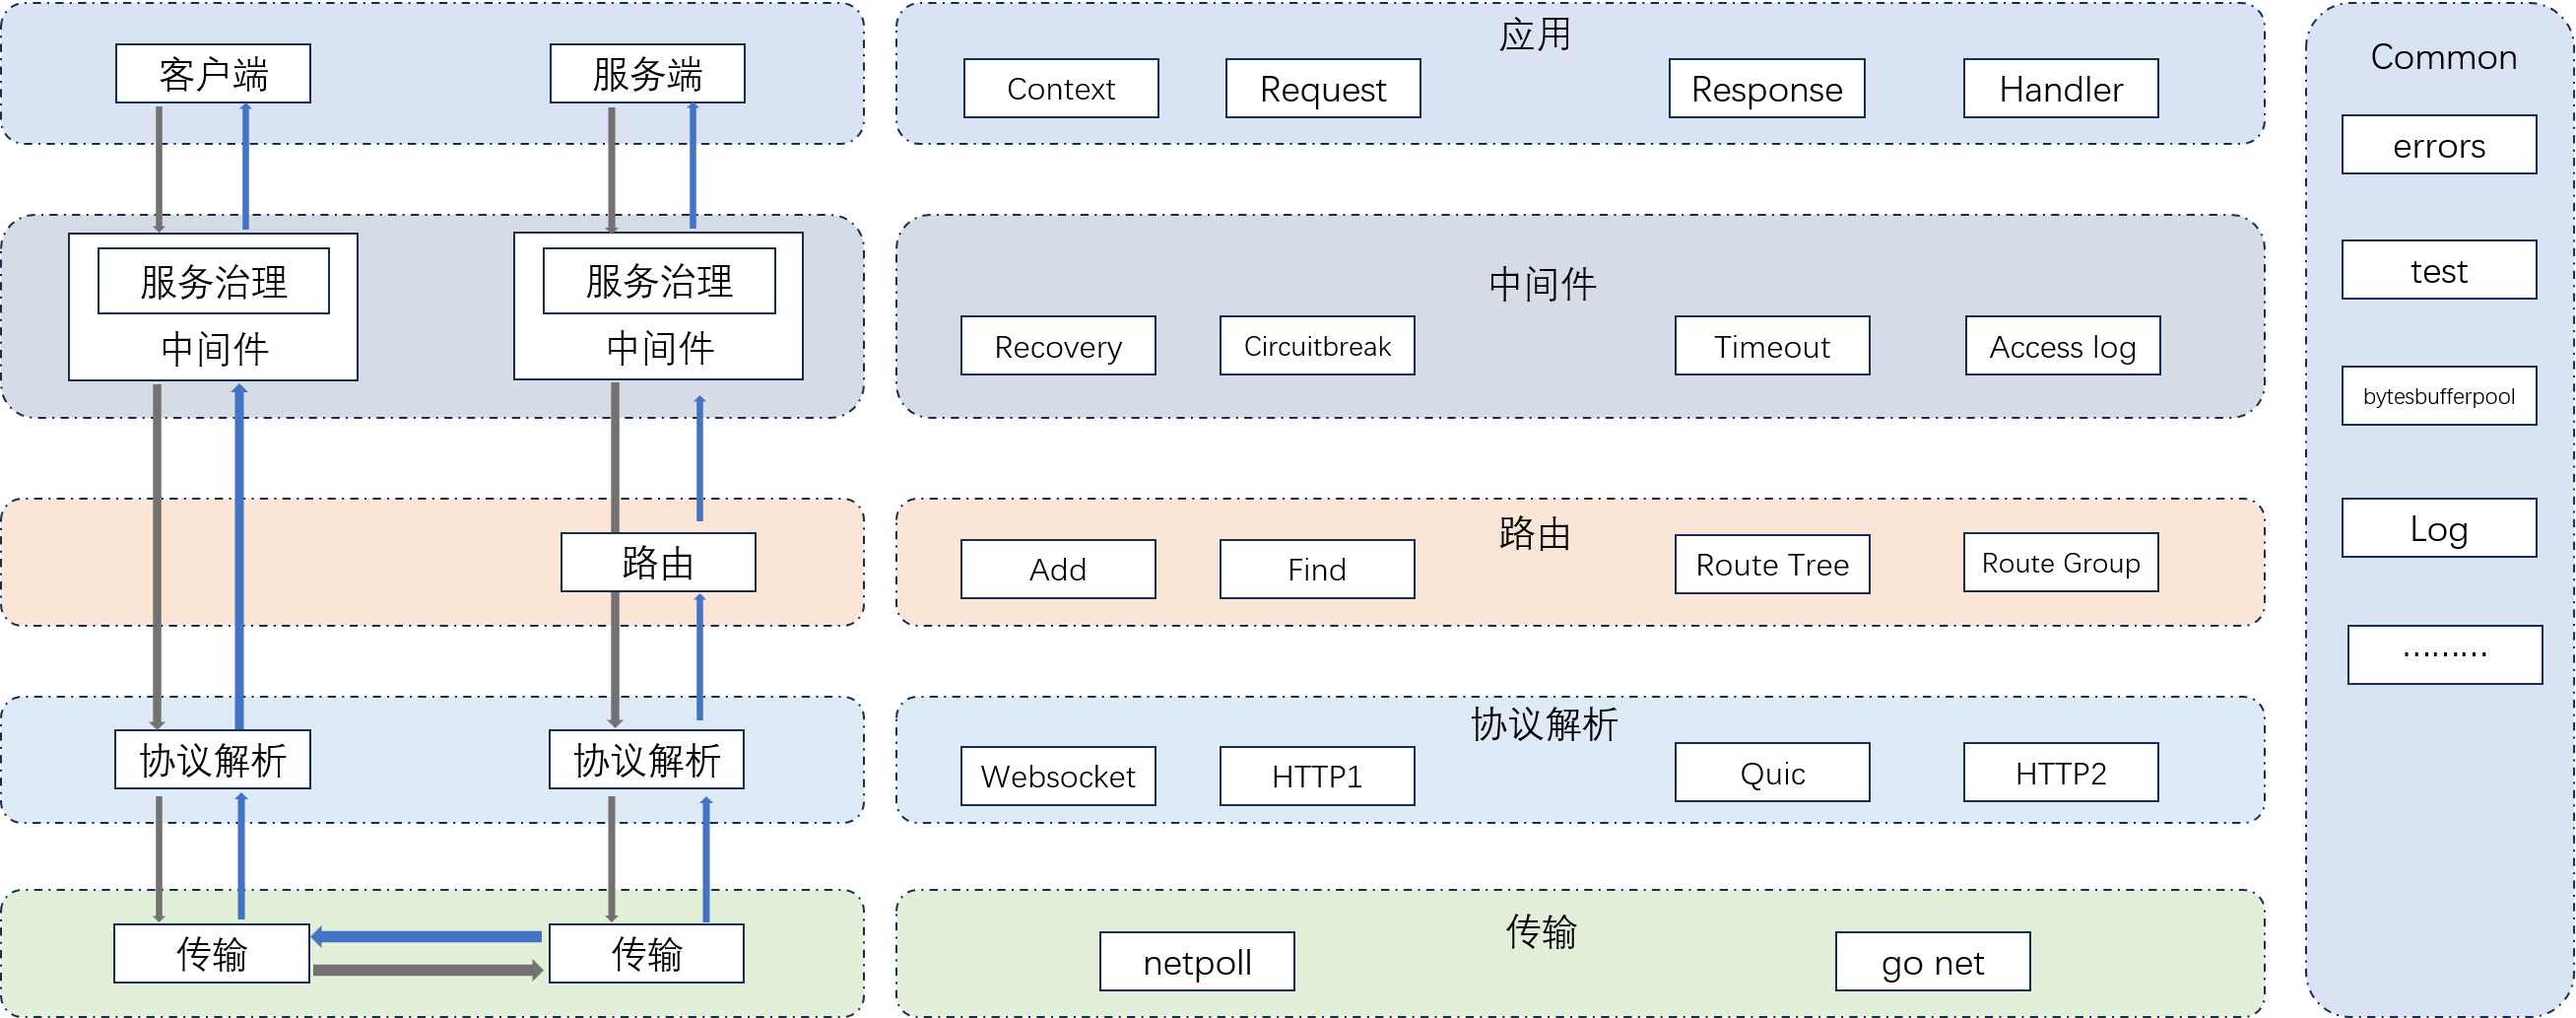 客户端
服务端
服务治理
中间件
服务治理
中间件
路由
协议解析
协议解析
传输
传输
应用
Context
Request
Response
Handler
中间件
Recovery
Circuitbreak
Timeout
Access log
路由
Add
Find
Route Tree
Route Group
协议解析
Websocket
HTTP1
Quic
HTTP2
传输
netpoll
go net
Common
errors
test
bytesbufferpool
Log
………